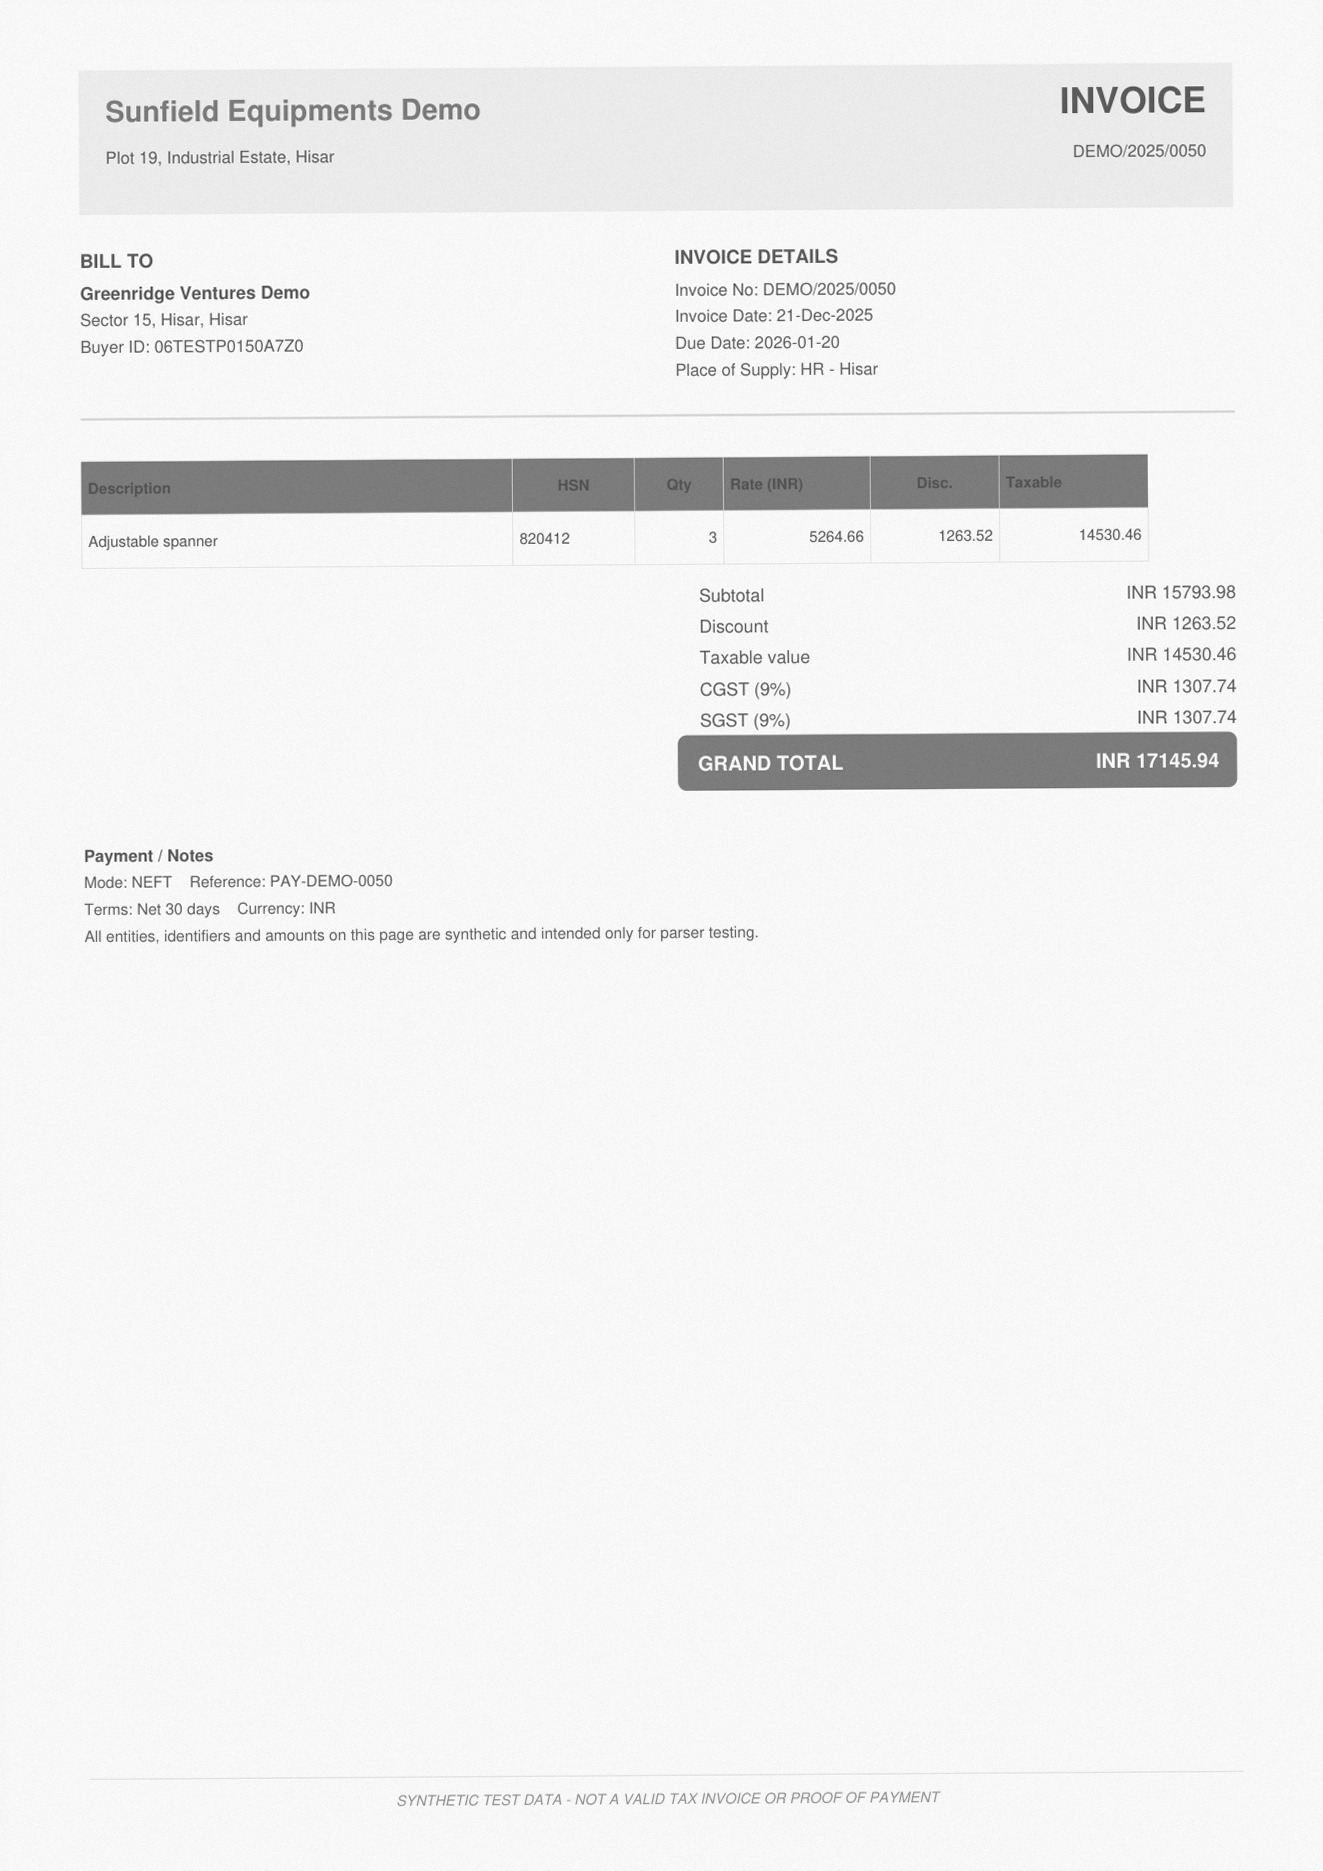 Sunfield Equipments Demo
INVOICE
Plot 19, Industrial Estate, Hisar
DEMO/2025/0050
BILL TO
Greenridge Ventures Demo
Sector 15, Hisar, Hisar
Buyer ID: 06TESTP0150A7Z0
INVOICE DETAILS
Invoice No: DEMO/2025/0050
Invoice Date: 21-Dec-2025
Due Date: 2026-01-20
Place of Supply: HR - Hisar
Description HSN Qty Rate (INR) Disc. Taxable
Adjustable spanner 820412 3 5264.66 1263.52 14530.46
Subtotal INR 15793.98
Discount INR 1263.52
Taxable value INR 14530.46
CGST (9%) INR 1307.74
SGST (9%) INR 1307.74
GRAND TOTAL INR 17145.94
Payment / Notes
Mode: NEFT Reference: PAY-DEMO-0050
Terms: Net 30 days Currency: INR
All entities, identifiers and amounts on this page are synthetic and intended only for parser testing.
SYNTHETIC TEST DATA - NOT A VALID TAX INVOICE OR PROOF OF PAYMENT